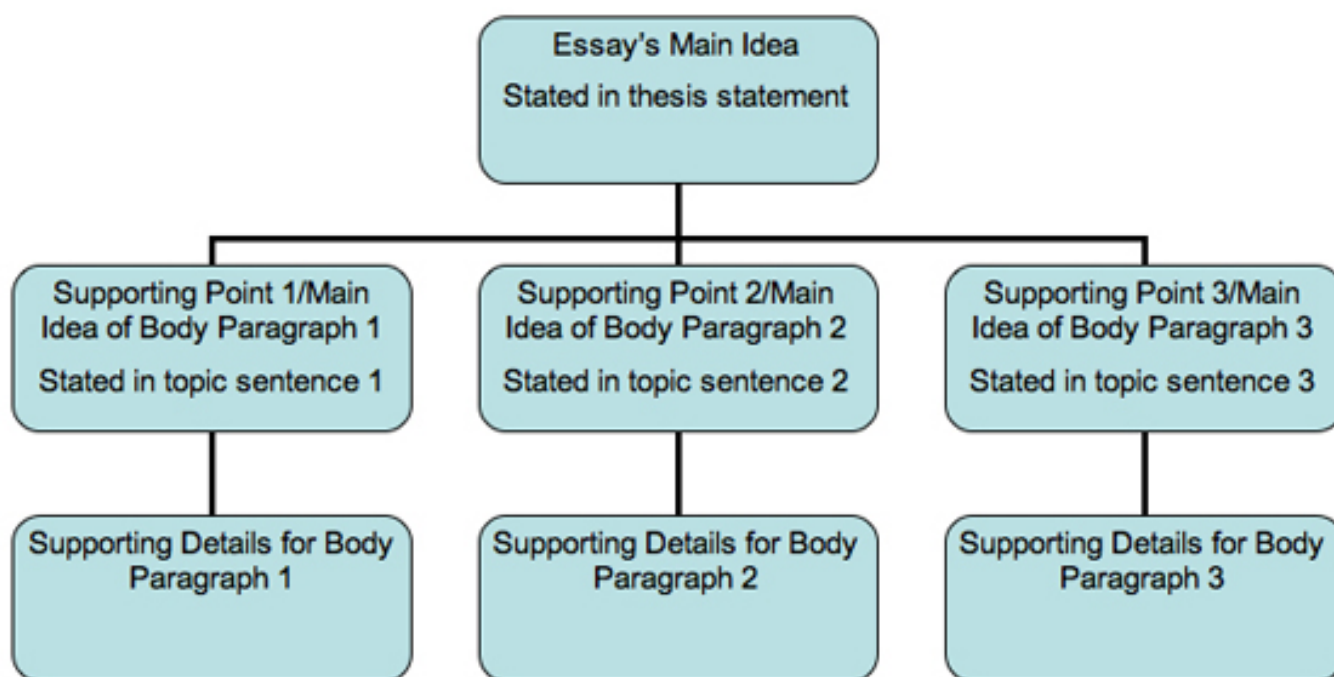 Essay's Main Idea
Stated in thesis statement
Supporting Point 1/Main
Idea of Body Paragraph 1
Stated in topic sentence 1
Supporting Point 2/Main
Idea of Body Paragraph 2
Stated in topic sentence 2
Supporting Point 3/Main
Idea of Body Paragraph 3
Stated in topic sentence 3
Supporting Details for Body
Paragraph 1
Supporting Details for Body
Paragraph 2
Supporting Details for Body
Paragraph 3